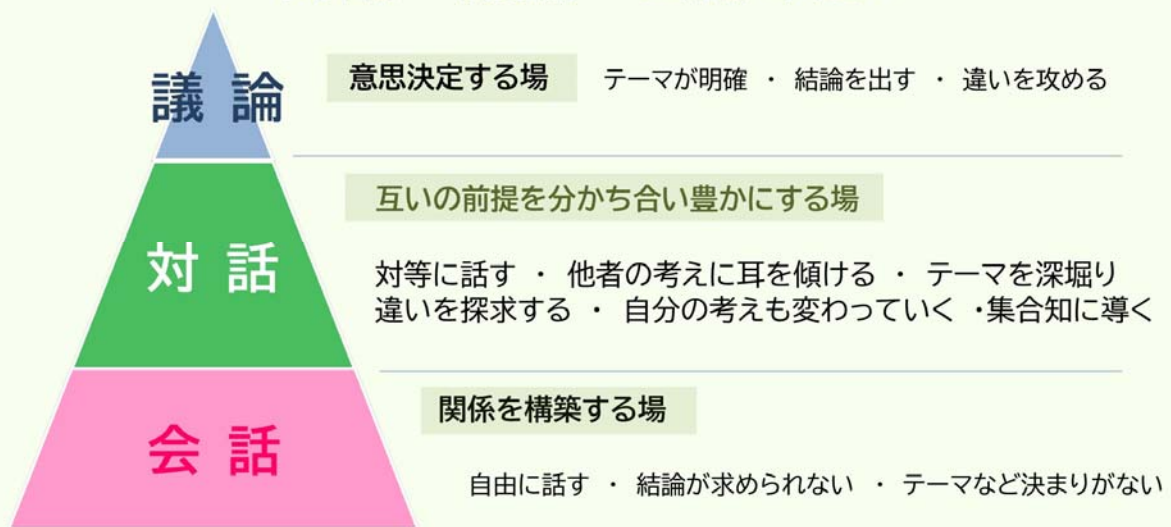 議 論
意思決定する場
テーマが明確 ・ 結論を出す ・ 違いを攻める
対 話
互いの前提を分かち合い豊かにする場
対等に話す ・ 他者の考えに耳を傾ける ・ テーマを深堀り
違いを探求する ・ 自分の考えも変わっていく ・集合知に導く
会 話
関係を構築する場
自由に話す ・ 結論が求められない ・ テーマなど決まりがない